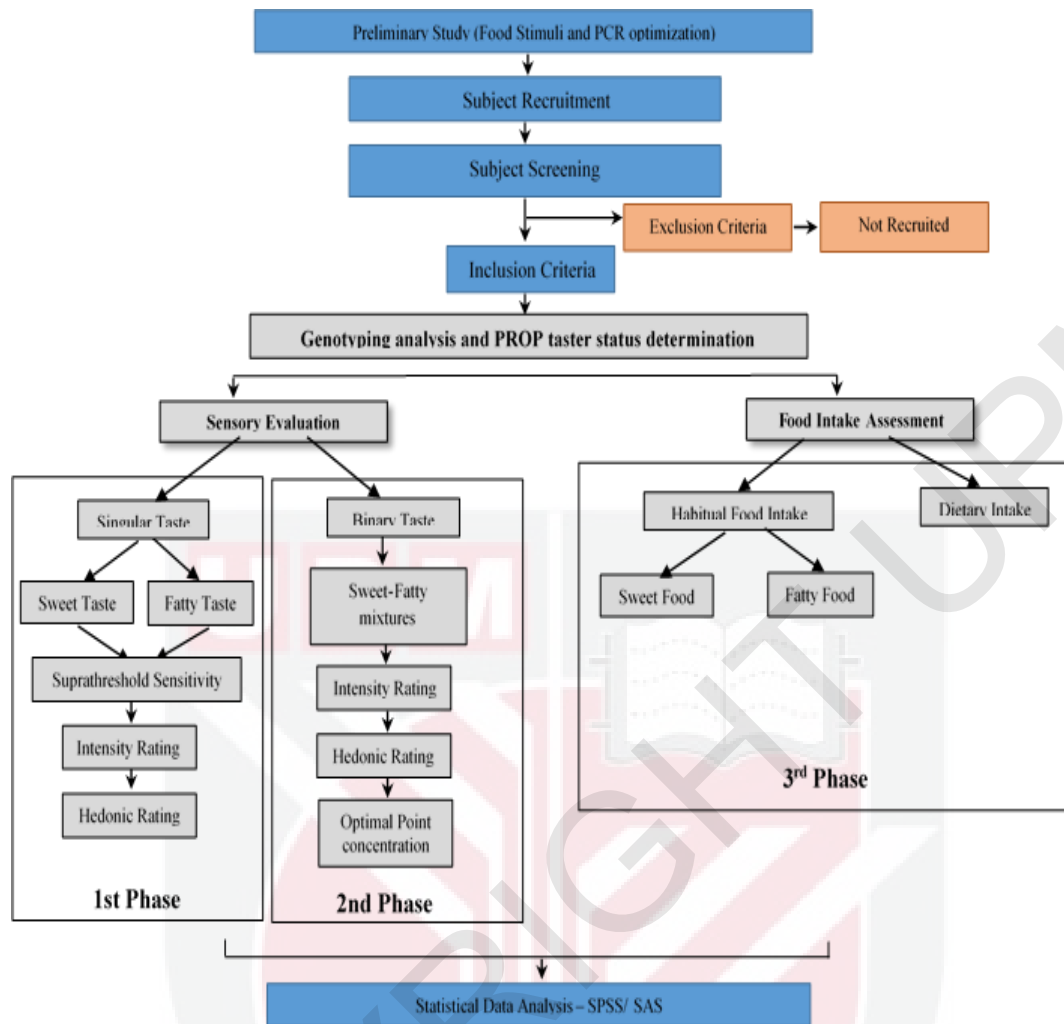 Preliminary Study (Food Stimuli and PCR optimization)
Subject Recruitment
Subject Screening
Exclusion Criteria
Not Recruited
Inclusion Criteria
Genotyping analysis and PROP taster status determination
Sensory Evaluation
Food Intake Assessment
Singular Taste
Binary Taste
Habitual Food Intake
Dietary Intake
Sweet Taste
Fatty Taste
Sweet-Fatty
mixtures
Sweet Food
Fatty Food
Suprathreshold Sensitivity
Intensity Rating
Intensity Rating
Hedonic Rating
Hedonic Rating
Optimal Point
concentration
1st Phase
2nd Phase
3rd Phase
Statistical Data Analysis – SPSS/ SAS
UPM
PYRIGHT UPM